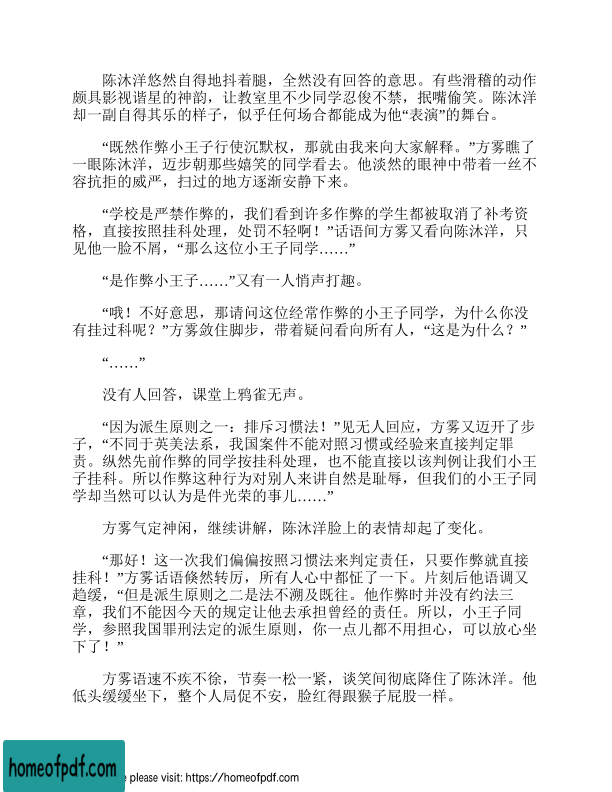 陈沐洋悠然自得地抖着腿，全然没有回答的意思。有些滑稽的动作
颇具影视谐星的神韵，让教室里不少同学忍俊不禁，抿嘴偷笑。陈沐洋
却一副自得其乐的样子，似乎任何场合都能成为他“表演”的舞台。
“既然作弊小王子行使沉默权，那就由我来向大家解释。”方雾瞧了
一眼陈沐洋，迈步朝那些嬉笑的同学看去。他淡然的眼神中带着一丝不
容抗拒的威严，扫过的地方逐渐安静下来。
“学校是严禁作弊的，我们看到许多作弊的学生都被取消了补考资
格，直接按照挂科处理，处罚不轻啊！”话语间方雾又看向陈沐洋，只
见他一脸不屑，“那么这位小王子同学……”
“是作弊小王子……”又有一人悄声打趣。
“哦！不好意思，那请问这位经常作弊的小王子同学，为什么你没
有挂过科呢？”方雾敛住脚步，带着疑问看向所有人，“这是为什么？”
“……”
没有人回答，课堂上鸦雀无声。
“因为派生原则之一：排斥习惯法！”见无人回应，方雾又迈开了步
子，“不同于英美法系，我国案件不能对照习惯或经验来直接判定罪
责。纵然先前作弊的同学按挂科处理，也不能直接以该判例让我们小王
子挂科。所以作弊这种行为对别人来讲自然是耻辱，但我们的小王子同
学却当然可以认为是件光荣的事儿……”
方雾气定神闲，继续讲解，陈沐洋脸上的表情却起了变化。
“那好！这一次我们偏偏按照习惯法来判定责任，只要作弊就直接
挂科！”方雾话语倏然转厉，所有人心中都怔了一下。片刻后他语调又
趋缓，“但是派生原则之二是法不溯及既往。他作弊时并没有约法三
章，我们不能因今天的规定让他去承担曾经的责任。所以，小王子同
学，参照我国罪刑法定的派生原则，你一点儿都不用担心，可以放心坐
下了！”
方雾语速不疾不徐，节奏一松一紧，谈笑间彻底降住了陈沐洋。他
低头缓缓坐下，整个人局促不安，脸红得跟猴子屁股一样。
homeofpdf.com
e please visit: https://homeofpdf.com